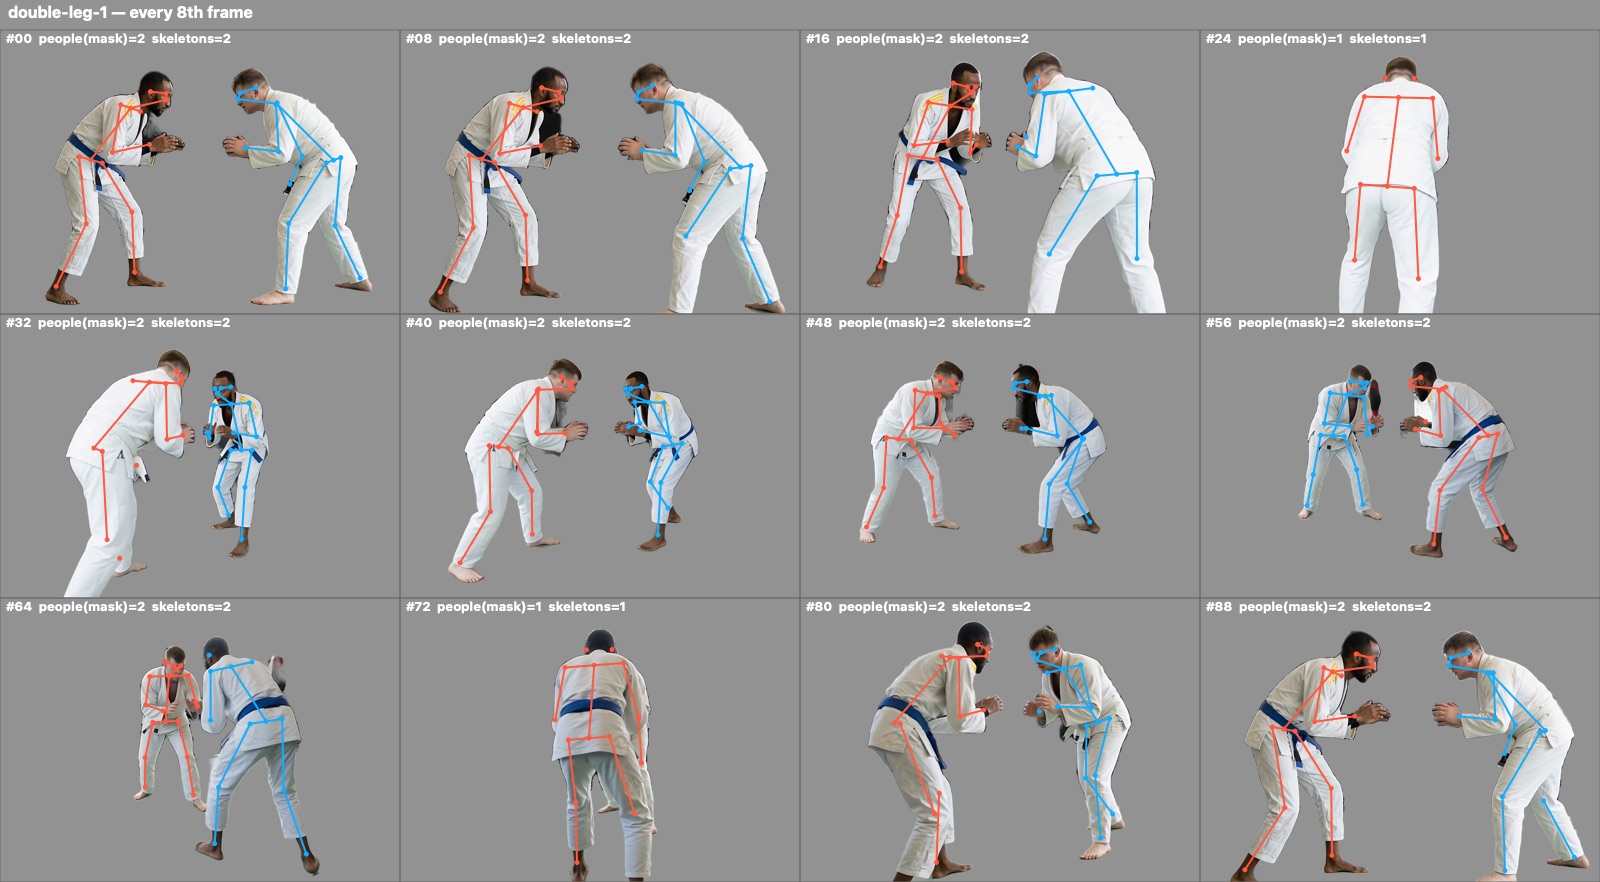 double-leg-1 — every 8th frame
#00 people(mask)=2 skeletons=2
#08 people(mask)=2 skeletons=2
#16 people(mask)=2 skeletons=2
#24 people(mask)=1 skeletons=1
#32 people(mask)=2 skeletons=2
#40 people(mask)=2 skeletons=2
#48 people(mask)=2 skeletons=2
#56 people(mask)=2 skeletons=2
#64 people(mask)=2 skeletons=2
#72 people(mask)=1 skeletons=1
#80 people(mask)=2 skeletons=2
#88 people(mask)=2 skeletons=2